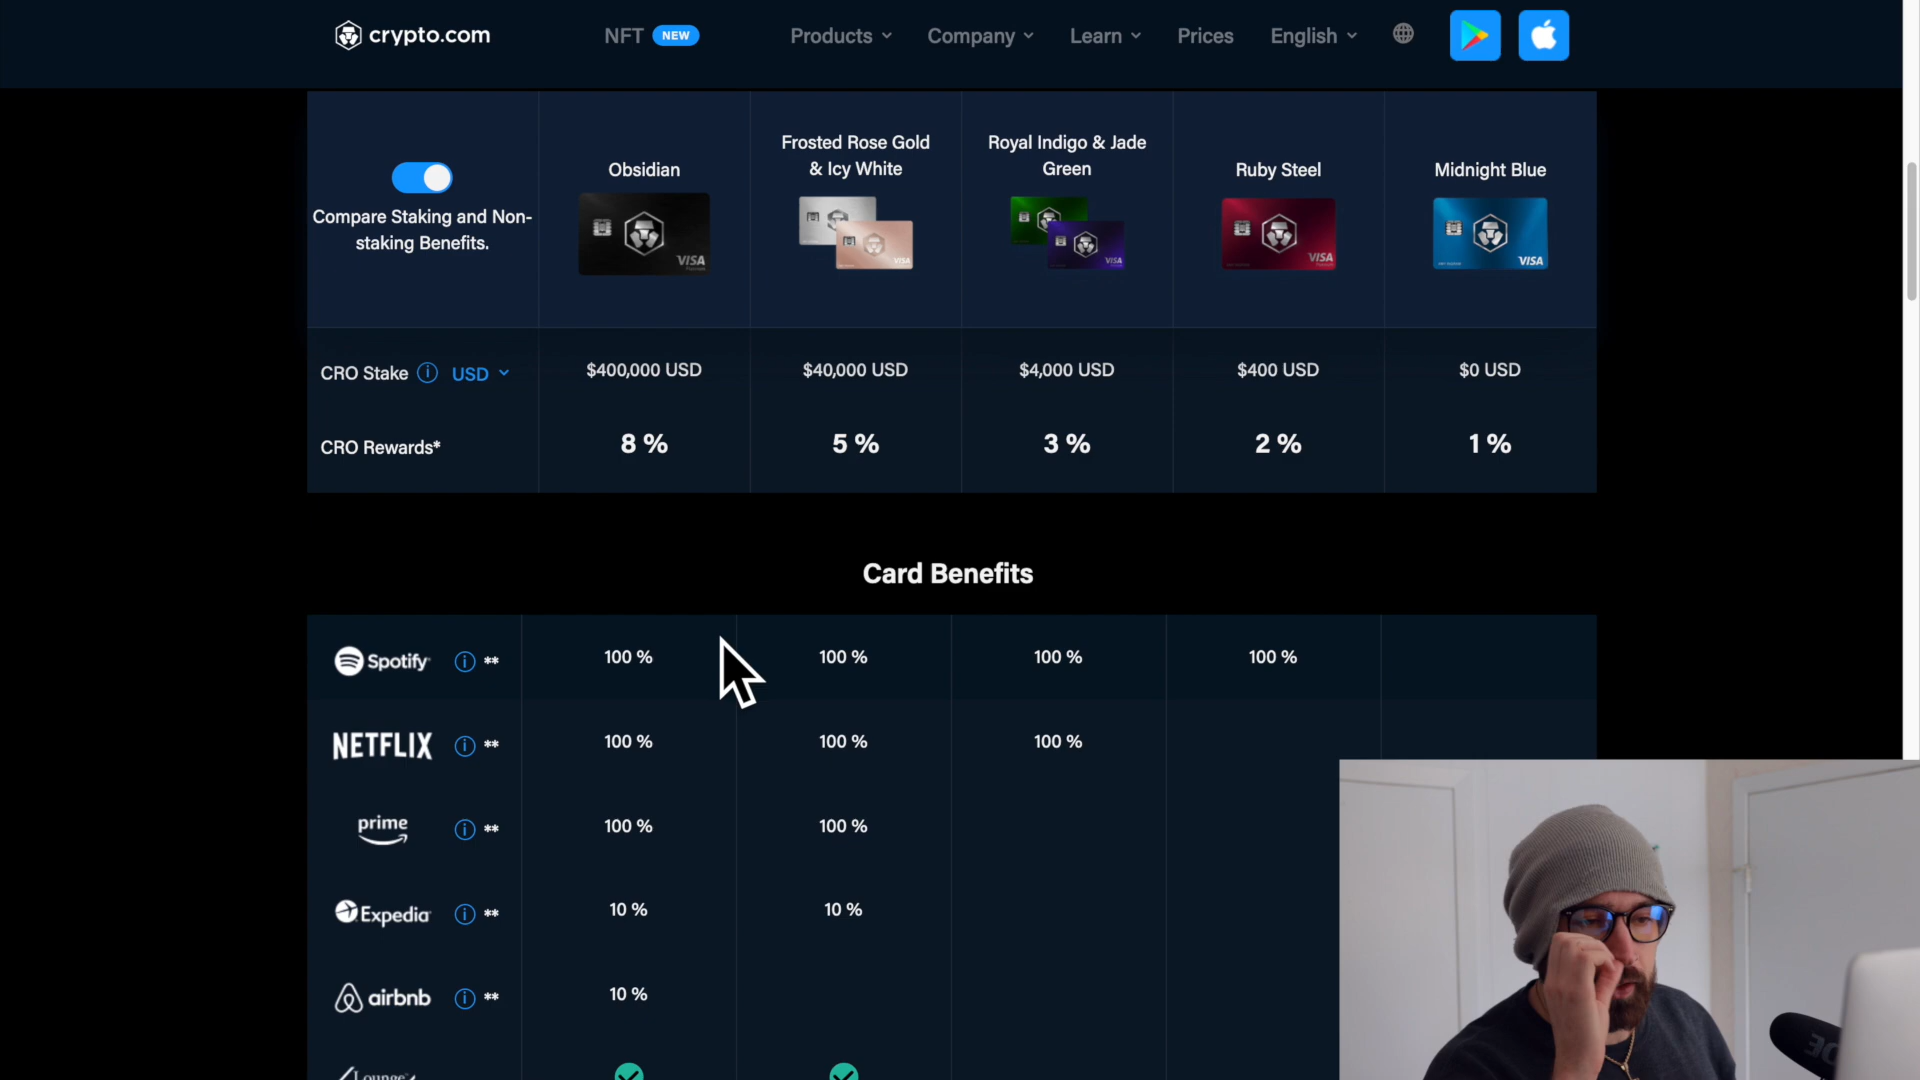 crypto.com
NFT NEW Products Company Learn Prices English
Compare Staking and Non-
staking Benefits.
Obsidian
VISA
Platinum
Frosted Rose Gold
& Icy White
VISA
Royal Indigo & Jade
Green
VISA
Ruby Steel
VISA
Midnight Blue
VISA
CRO Stake USD $400,000 USD $40,000 USD $4,000 USD $400 USD $0 USD
CRO Rewards* 8 % 5 % 3 % 2 % 1 %
Card Benefits
Spotify ** 100 % 100 % 100 % 100 %
NETFLIX ** 100 % 100 % 100 %
prime ** 100 % 100 %
Expedia ** 10 % 10 %
airbnb ** 10 %
Lounge